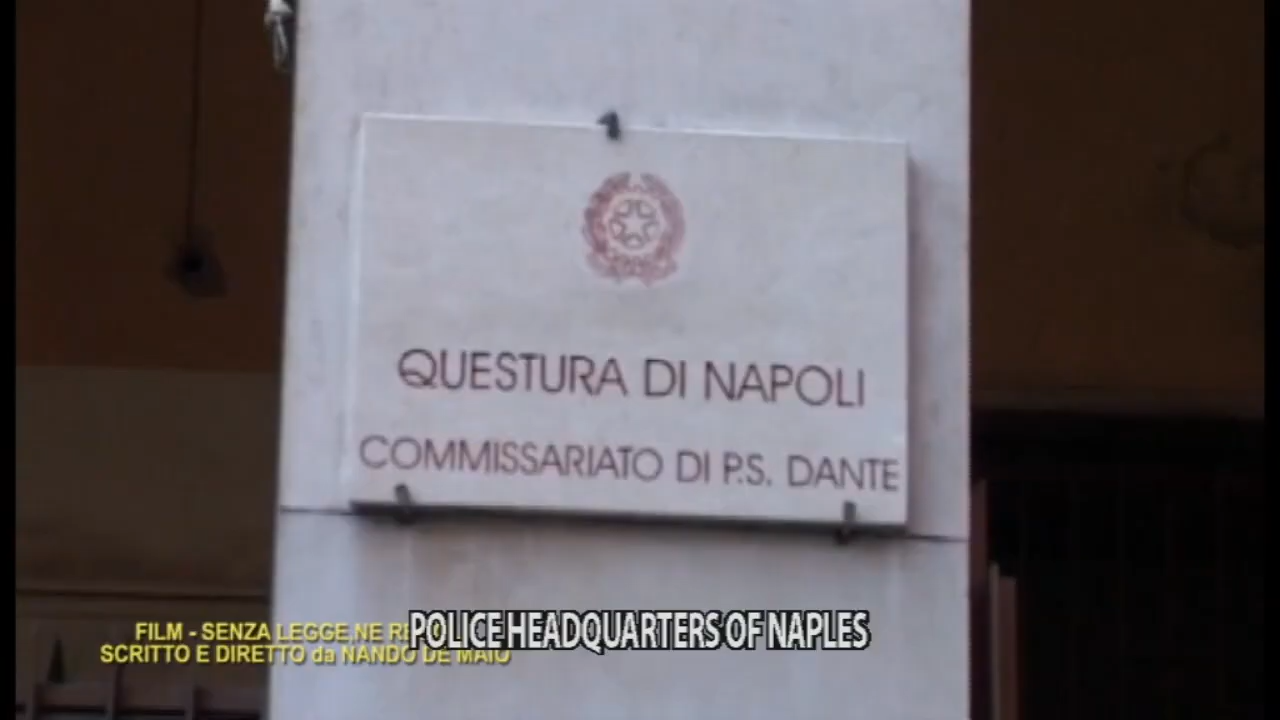 QUESTURA DI NAPOLI
COMMISSARIATO DI P.S. DANTE
FILM - SENZA LEGGE,NE
POLICE HEADQUARTERS OF NAPLES
SCRITTO E DIRETTO da NANDO DE MAIO